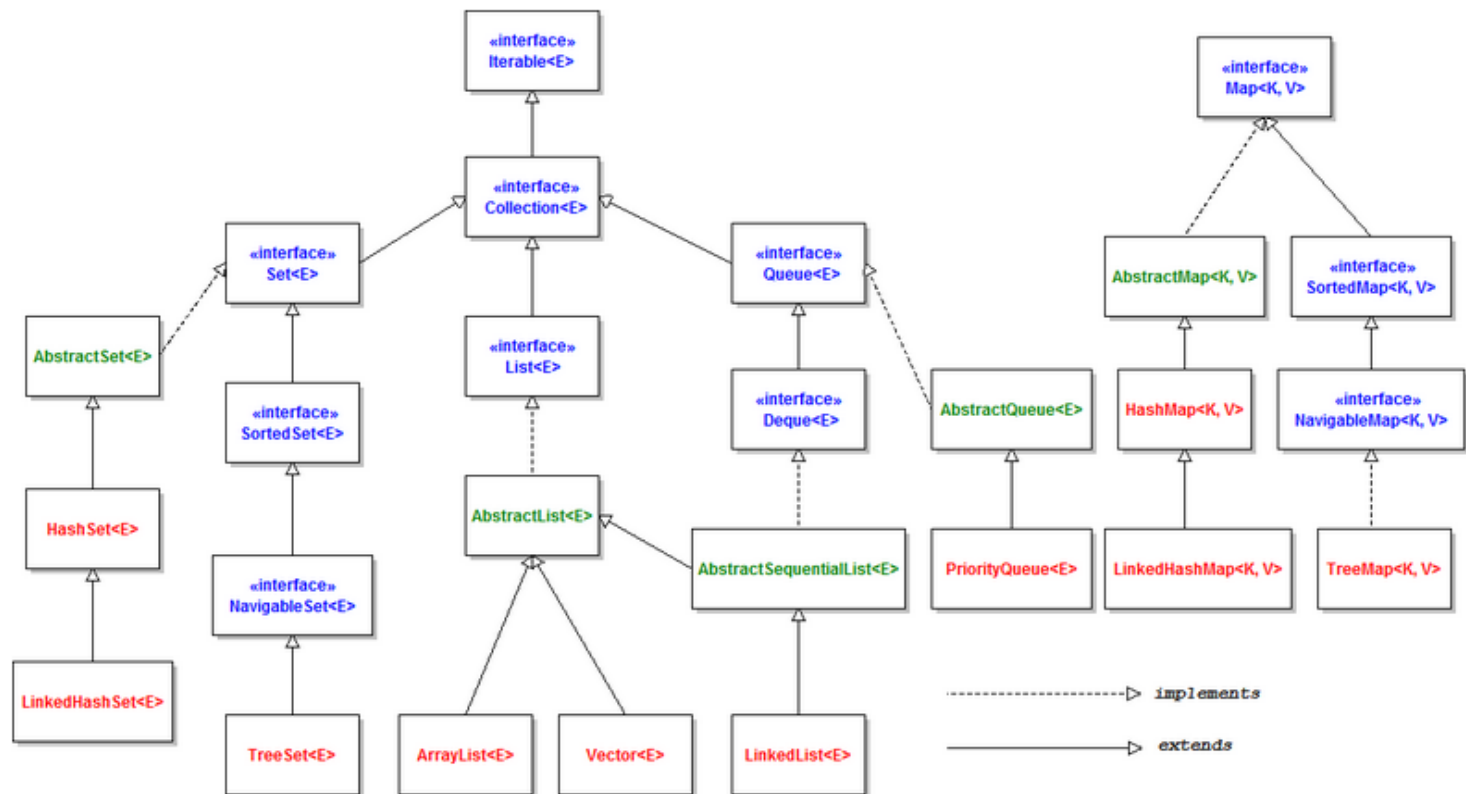 «interface»
Iterable<E>
«interface»
Map<K, V>
«interface»
Collection<E>
«interface»
Set<E>
«interface»
Queue<E>
AbstractMap<K, V>
«interface»
SortedMap<K, V>
AbstractSet<E>
«interface»
List<E>
«interface»
SortedSet<E>
«interface»
Deque<E>
AbstractQueue<E>
HashMap<K, V>
«interface»
NavigableMap<K, V>
HashSet<E>
AbstractList<E>
AbstractSequentialList<E>
PriorityQueue<E>
LinkedHashMap<K, V>
TreeMap<K, V>
«interface»
NavigableSet<E>
LinkedHashSet<E>
TreeSet<E>
ArrayList<E>
Vector<E>
LinkedList<E>
implements
extends